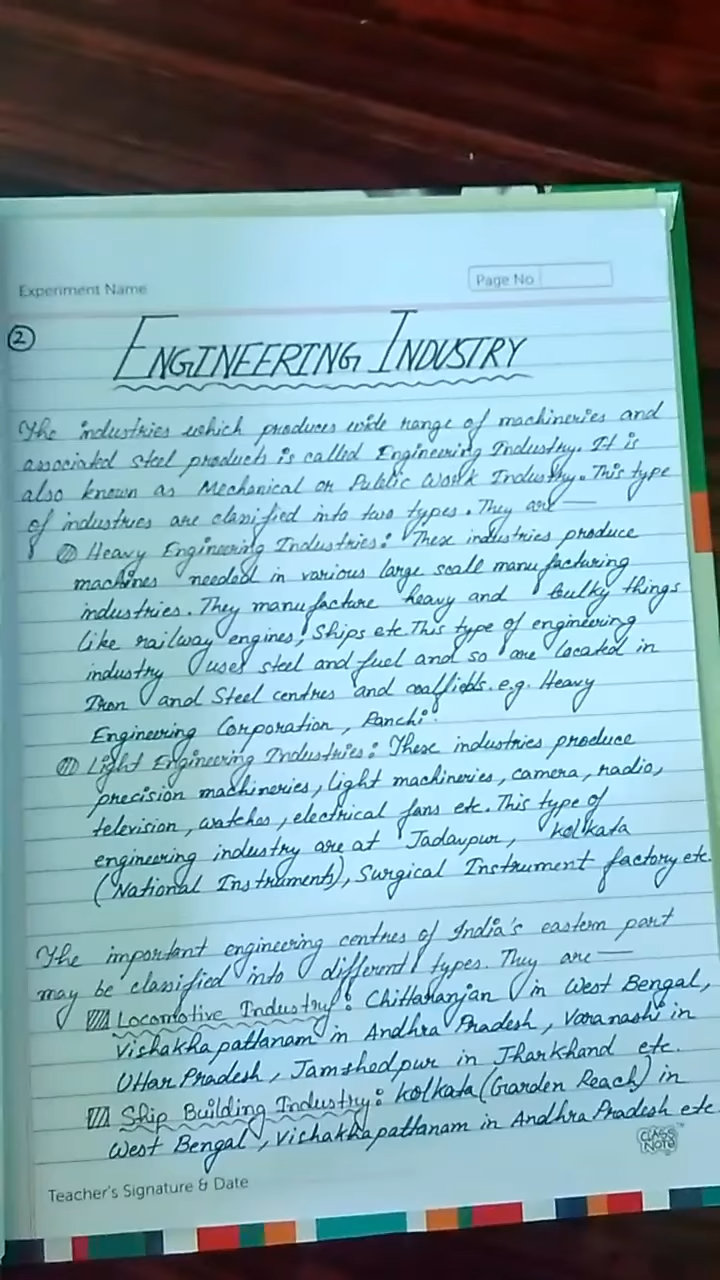 Experiment Name
Page No
2
ENGINEERING INDUSTRY
The industries which produces wide range of machineries and
associated steel products is called Engineering Industry. It is
also known as Mechanical or Public Work Industry. This type
of industries are classified into two types. They are —
(i) Heavy Engineering Industries: These industries produce
machines needed in various large scale manufacturing
industries. They manufacture heavy and bulky things
like railway engines, ships etc. This type of engineering
industry uses steel and fuel and so are located in
Iron and Steel centres and coalfields. e.g. Heavy
Engineering Corporation, Ranchi.
(ii) Light Engineering Industries: These industries produce
precision machineries, light machineries, camera, radio,
television, watches, electrical fans etc. This type of
engineering industry are at Jadavpur, Kolkata
(National Instruments), Surgical Instrument factory etc.
The important engineering centres of India's eastern part
may be classified into different types. They are —
Locomotive Industry: Chittaranjan in West Bengal,
Vishakhapattanam in Andhra Pradesh, Varanashi in
Uttar Pradesh, Jamshedpur in Jharkhand etc.
Ship Building Industry: Kolkata (Garden Reach) in
West Bengal, Vishakhapattanam in Andhra Pradesh etc
CLASS
NOTE
Teacher's Signature & Date